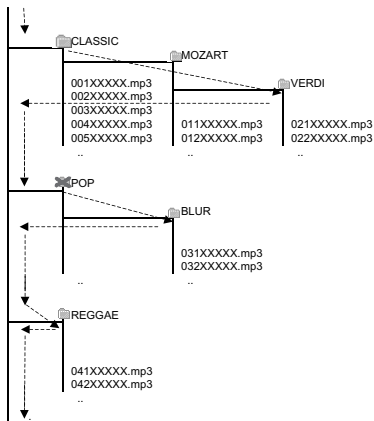 CLASSIC
MOZART
VERDI
001XXXXX.mp3
002XXXXX.mp3
003XXXXX.mp3
004XXXXX.mp3
005XXXXX.mp3
..
011XXXXX.mp3
012XXXXX.mp3
..
021XXXXX.mp3
022XXXXX.mp3
..
POP
BLUR
031XXXXX.mp3
032XXXXX.mp3
..
..
REGGAE
041XXXXX.mp3
042XXXXX.mp3
..